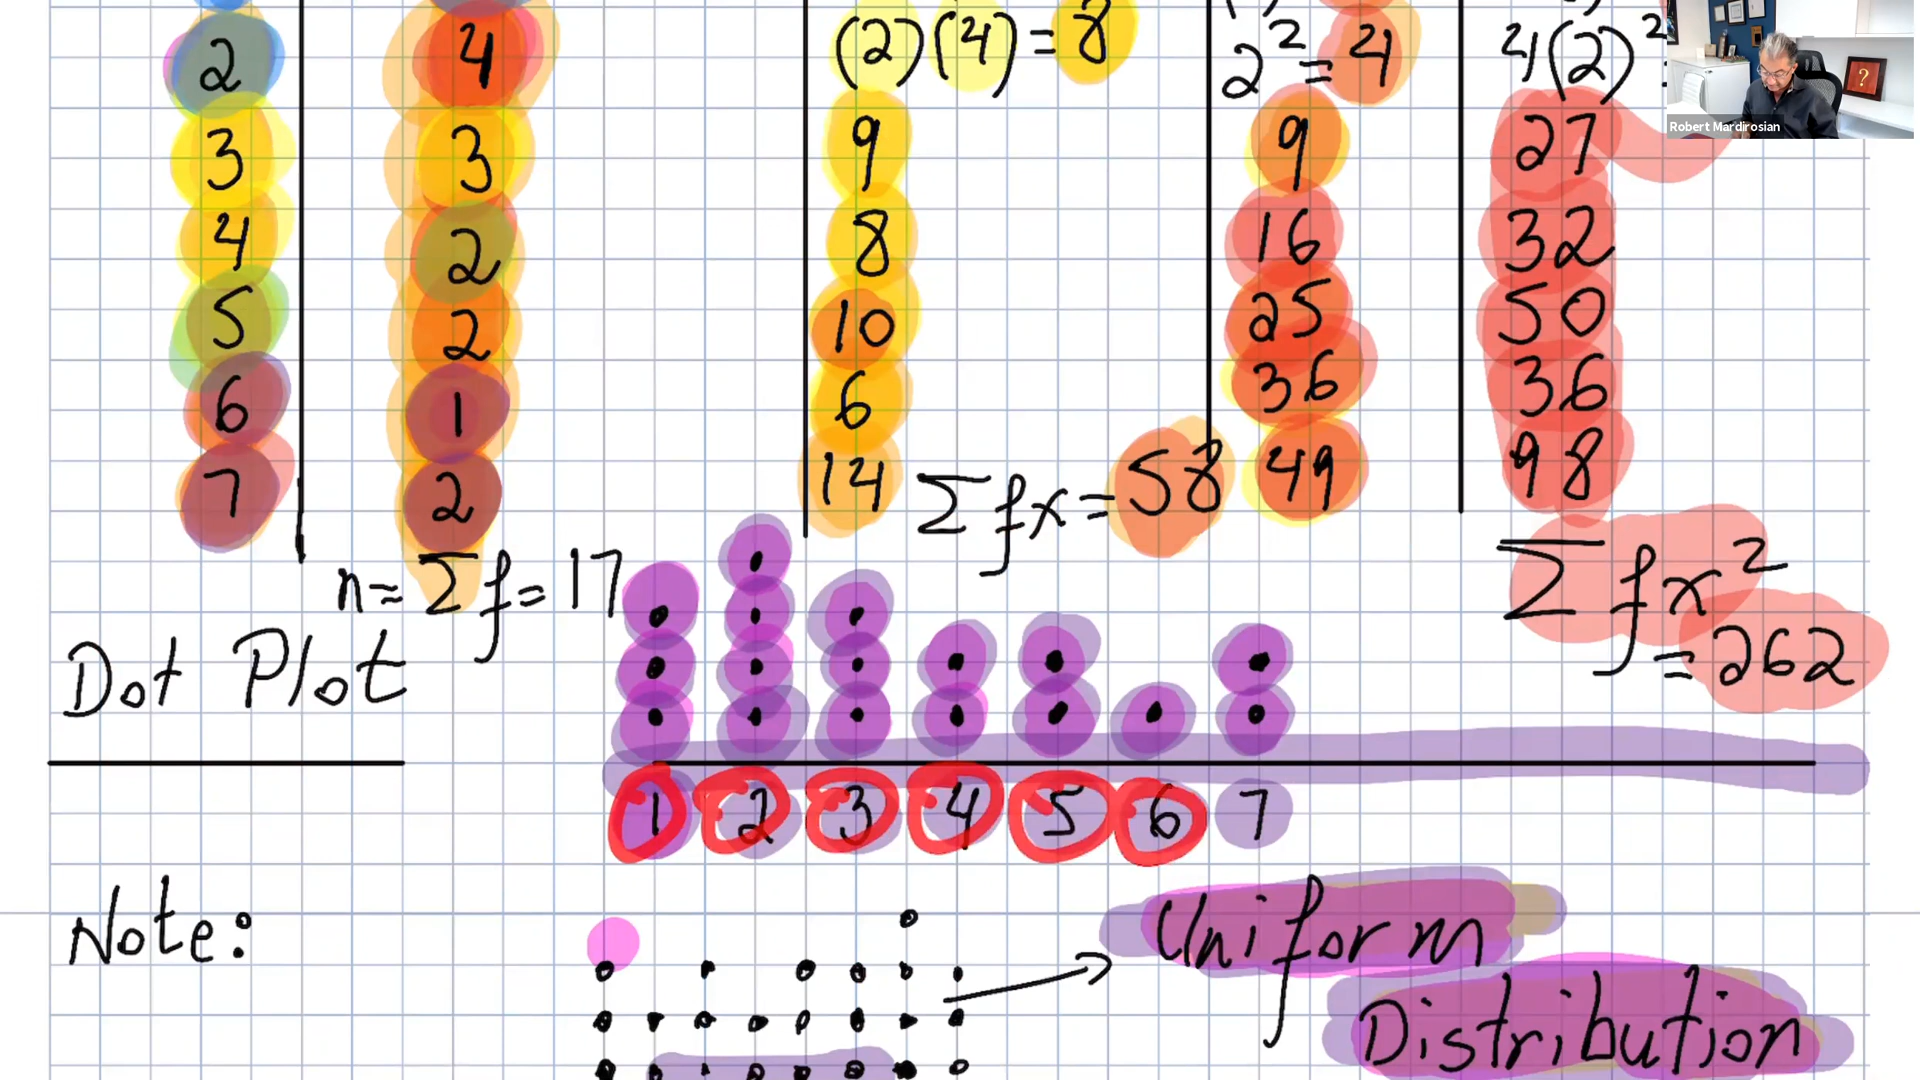 2 4 (2)(4) = 8 2² = 4 4(2)²
?
Robert Mardirosian
3 3 9 9 27
4 2 8 16 32
5 2 10 25 50
6 1 6 36 36
7 2 14 Σfx = 58 49 98
n = Σf = 17
Σfx²
= 262
Dot Plot
1 2 3 4 5 6 7
Note:
Uniform
Distribution